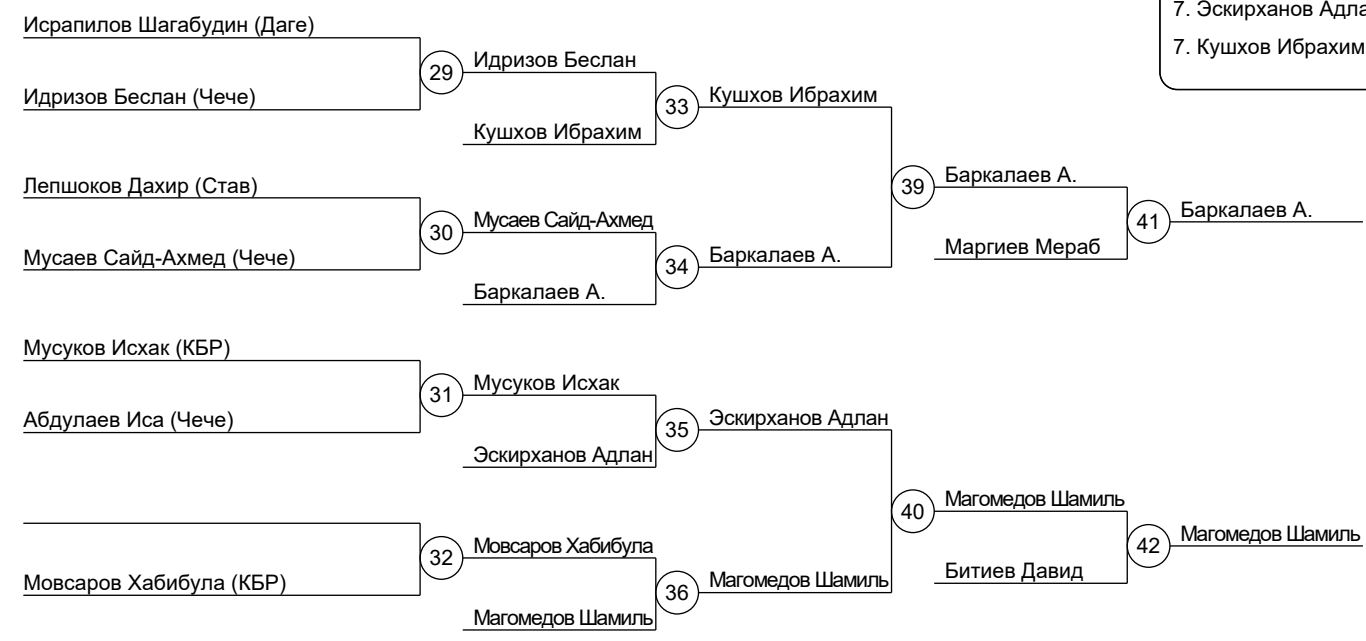 7. Эскирханов Адла
7. Кушхов Ибрахим
Исрапилов Шагабудин (Даге)
29
Идризов Беслан
Идризов Беслан (Чече)
33
Кушхов Ибрахим
Кушхов Ибрахим
Лепшоков Дахир (Став)
30
Мусаев Сайд-Ахмед
Мусаев Сайд-Ахмед (Чече)
34
Баркалаев А.
Баркалаев А.
39
Баркалаев А.
Маргиев Мераб
41
Баркалаев А.
Мусуков Исхак (КБР)
31
Мусуков Исхак
Абдулаев Иса (Чече)
35
Эскирханов Адлан
Эскирханов Адлан
32
Мовсаров Хабибула
Мовсаров Хабибула (КБР)
36
Магомедов Шамиль
Магомедов Шамиль
40
Магомедов Шамиль
Битиев Давид
42
Магомедов Шамиль